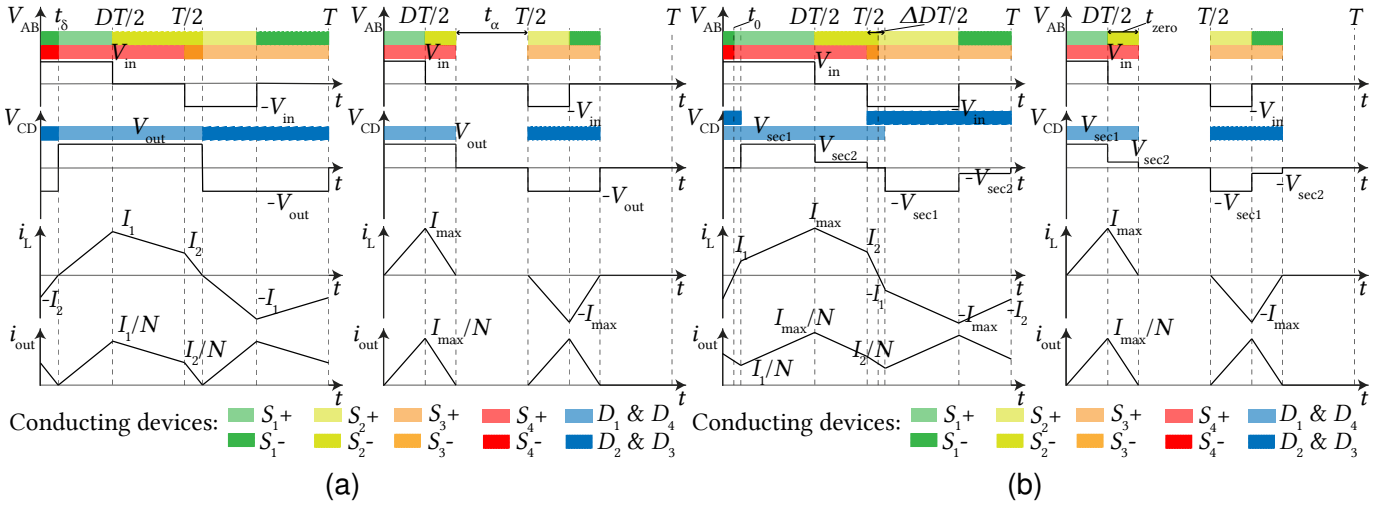 V_AB t_δ DT/2 T/2 T
V_in
-V_in
t
V_CD
V_out
-V_out
t
i_L
I_1
I_2
-I_2
-I_1
t
i_out
I_1/N
I_2/N
t
DT/2 t_α T/2 T
V_in
-V_in
t
V_out
-V_out
t
I_max
-I_max
t
I_max/N
t
Conducting devices: S_1+ S_2+ S_3+ S_4+ D_1 & D_4
S_1- S_2- S_3- S_4- D_2 & D_3
(a)
V_AB t_0 DT/2 T/2 ΔDT/2 T
V_in
-V_in
t
V_CD
V_sec1
V_sec2
-V_sec2
-V_sec1
t
i_L
I_1
I_max
I_2
-I_1
-I_max
-I_2
t
i_out
I_max/N
I_1/N
I_2/N
t
V_AB DT/2 t_zero T/2 T
V_in
-V_in
t
V_CD
V_sec1
V_sec2
-V_sec2
-V_sec1
t
i_L
I_max
-I_max
t
i_out
I_max/N
t
Conducting devices: S_1+ S_2+ S_3+ S_4+ D_1 & D_4
S_1- S_2- S_3- S_4- D_2 & D_3
(b)